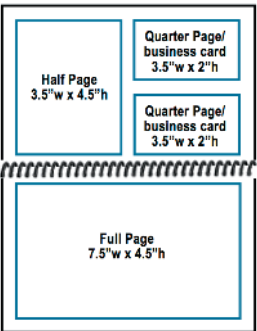 Half Page
3.5"w x 4.5"h
Quarter Page/
business card
3.5"w x 2"h
Quarter Page/
business card
3.5"w x 2"h
Full Page
7.5"w x 4.5"h